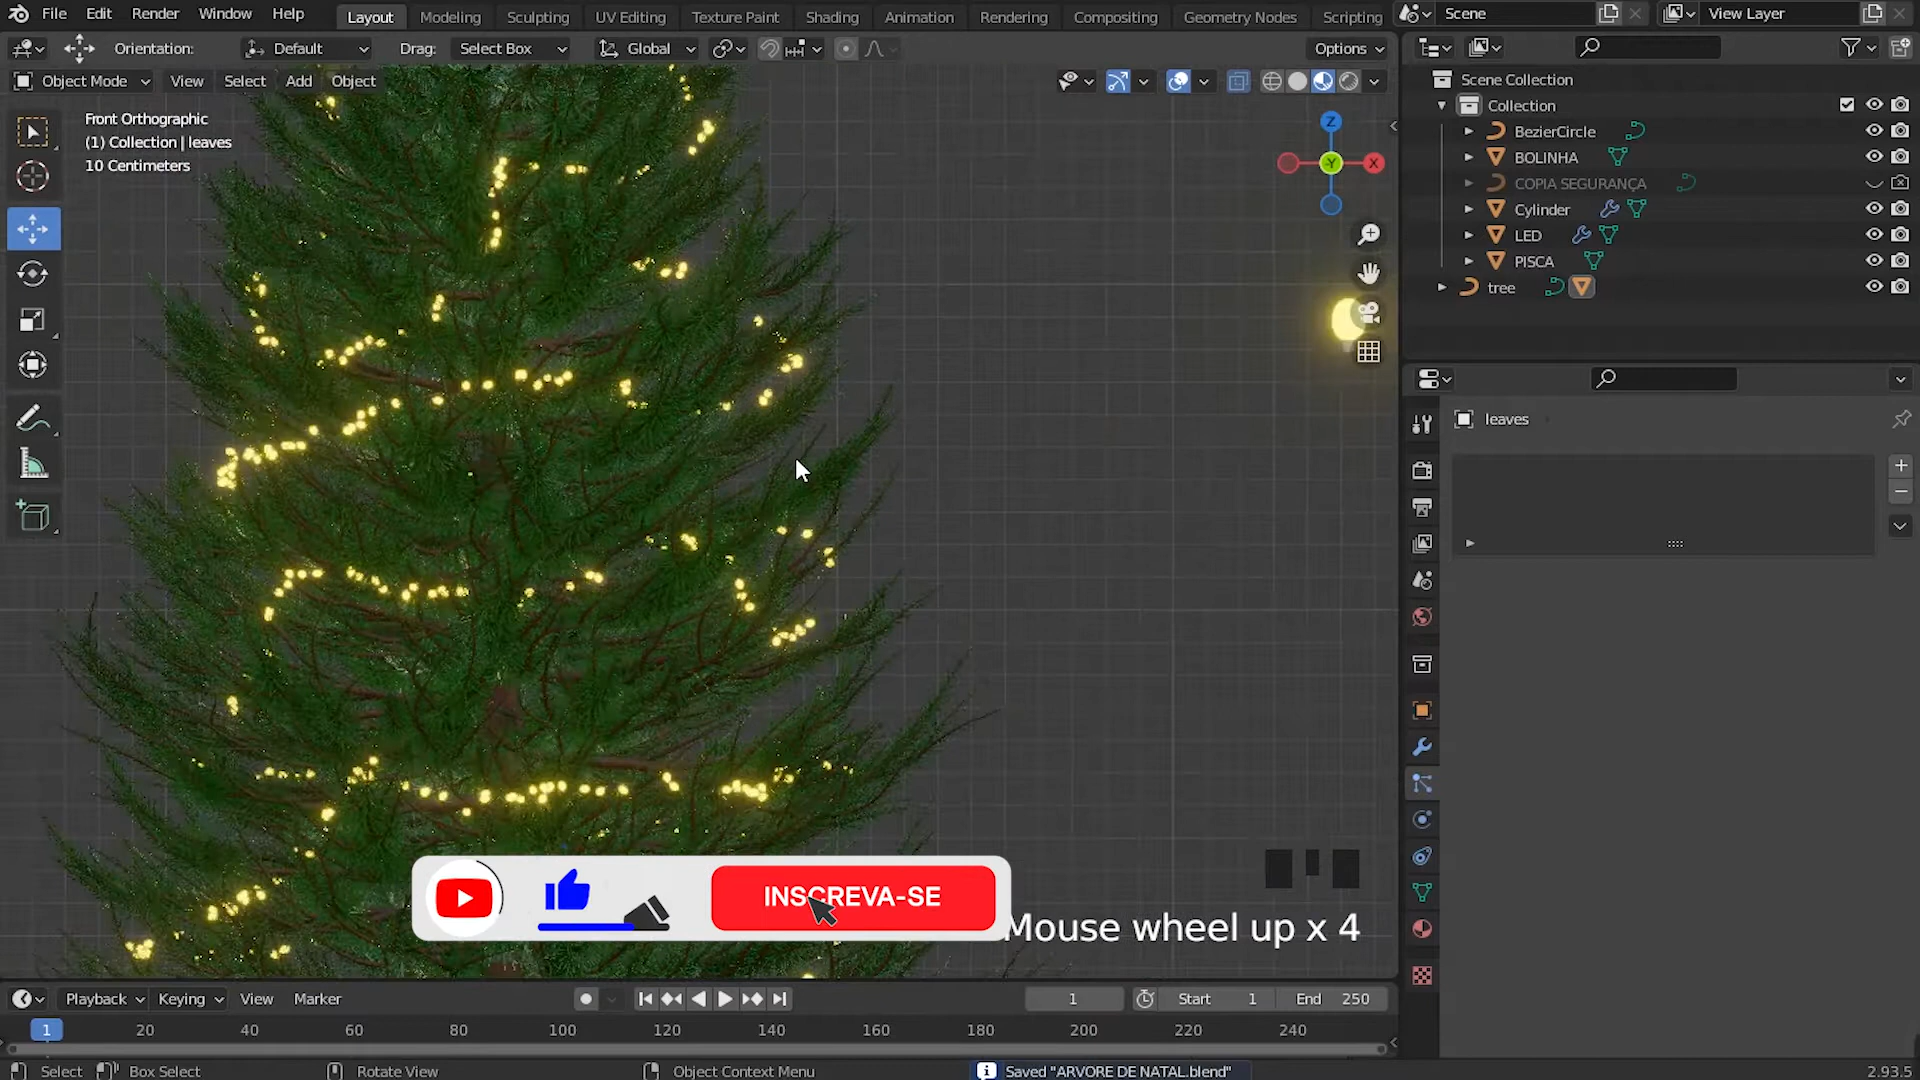 File Edit Render Window Help
Layout Modeling Sculpting UV Editing Texture Paint Shading Animation Rendering Compositing Geometry Nodes Scripting
Scene View Layer
Orientation: Default Drag: Select Box Global Options
Object Mode View Select Add Object
Front Orthographic
(1) Collection | leaves
10 Centimeters
Z
-Y
X
Scene Collection
Collection
BezierCircle
BOLINHA
COPIA SEGURANÇA
Cylinder
LED
PISCA
tree
leaves
INSCREVA-SE
Mouse wheel up x 4
Playback Keying View Marker
1 Start 1 End 250
1 20 40 60 80 100 120 140 160 180 200 220 240
Select Box Select Rotate View Object Context Menu Saved "ARVORE DE NATAL.blend" 2.93.5